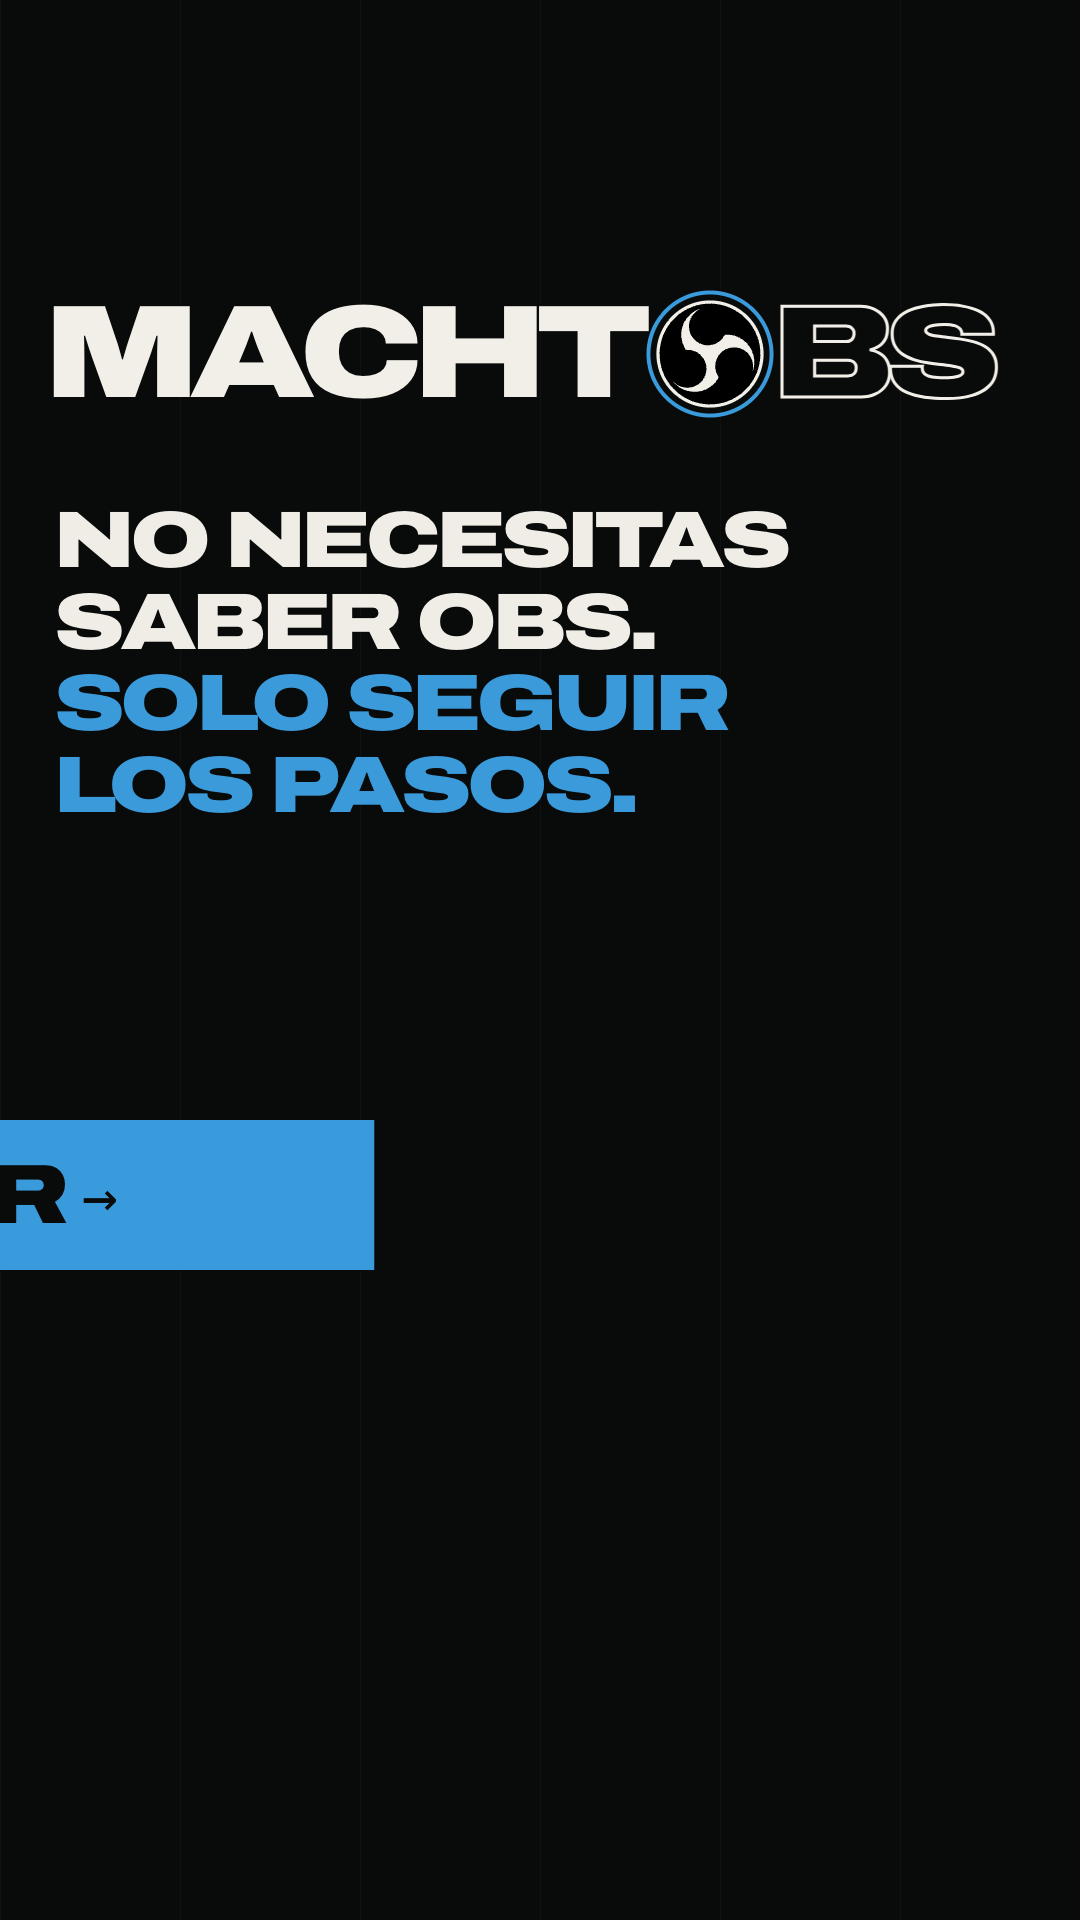 MACHTOBS
NO NECESITAS
SABER OBS.
SOLO SEGUIR
LOS PASOS.
R →